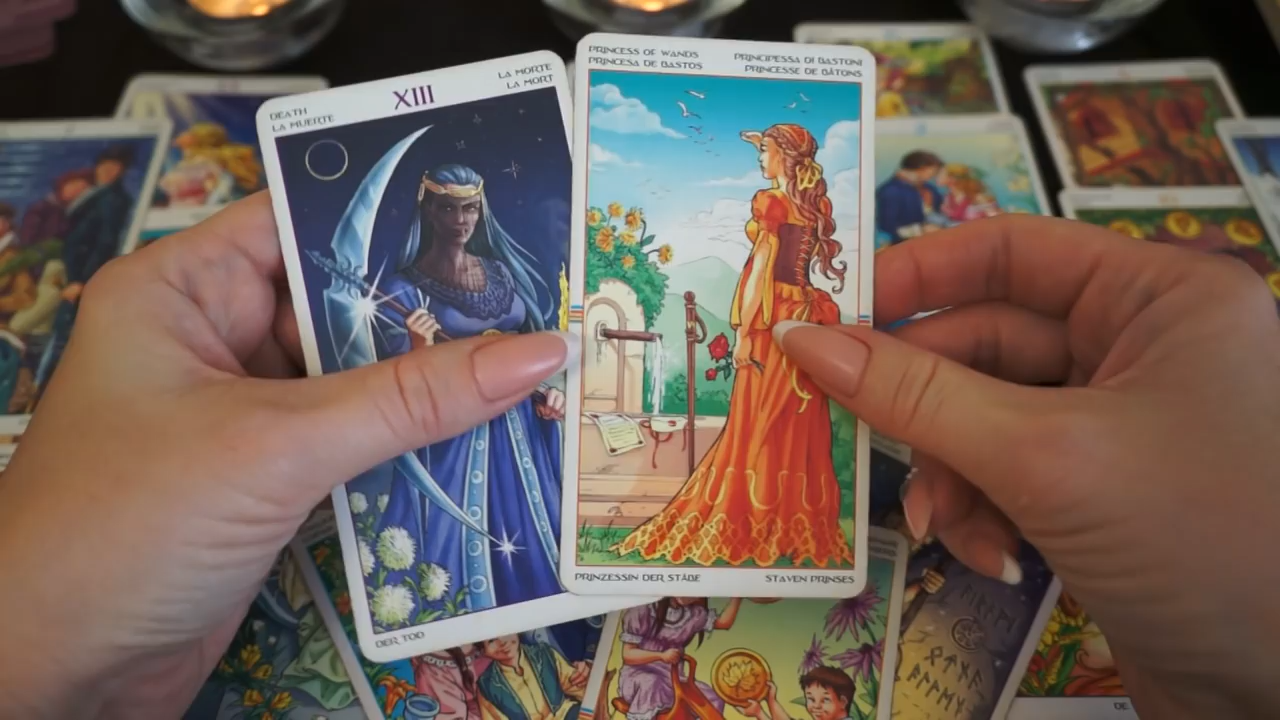 DEATH
LA MUERTE
XIII
LA MORTE
LA MORT
DER TOD
PRINCESS OF WANDS
PRINCESA DE BASTOS
PRINCIPESSA DI BASTONI
PRINCESSE DE BÂTONS
PRINZESSIN DER STÄBE
STAVEN PRINSES
DE